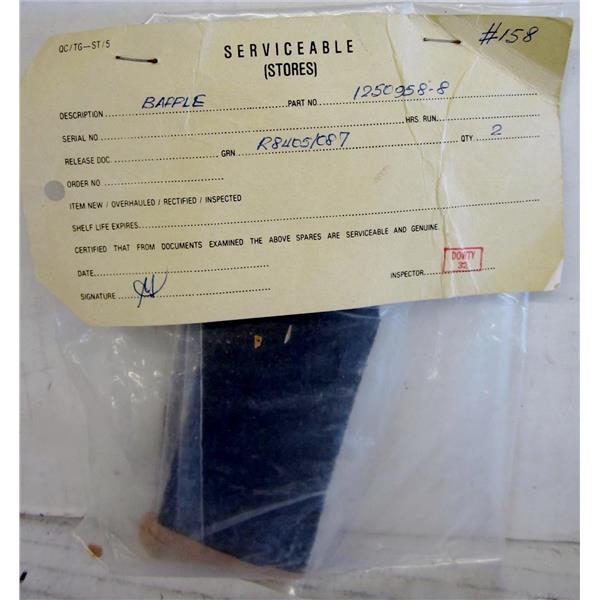 QC/TG—ST/5
#158
SERVICEABLE
(STORES)
DESCRIPTION BAFFLE PART NO. 1250958-8
SERIAL NO. HRS. RUN
RELEASE DOC. GRN R8405/087 QTY. 2
ORDER NO
ITEM NEW / OVERHAULED / RECTIFIED / INSPECTED
SHELF LIFE EXPIRES
CERTIFIED THAT FROM DOCUMENTS EXAMINED THE ABOVE SPARES ARE SERVICEABLE AND GENUINE
DATE
DOWTY
33
SIGNATURE INSPECTOR